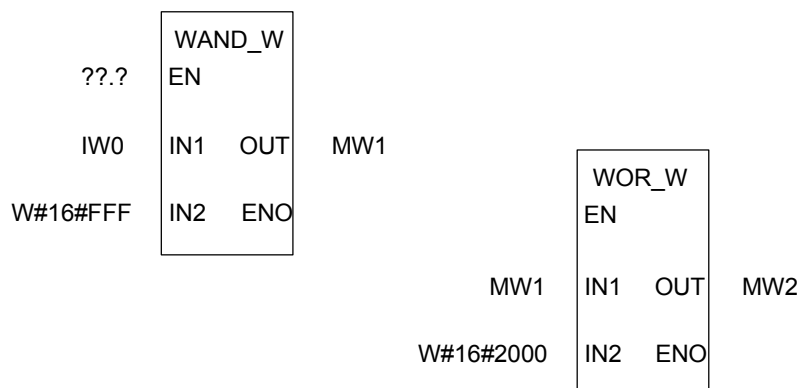 WAND_W
??.? EN
IW0 IN1 OUT MW1
W#16#FFF IN2 ENO
WOR_W
EN
MW1 IN1 OUT MW2
W#16#2000 IN2 ENO